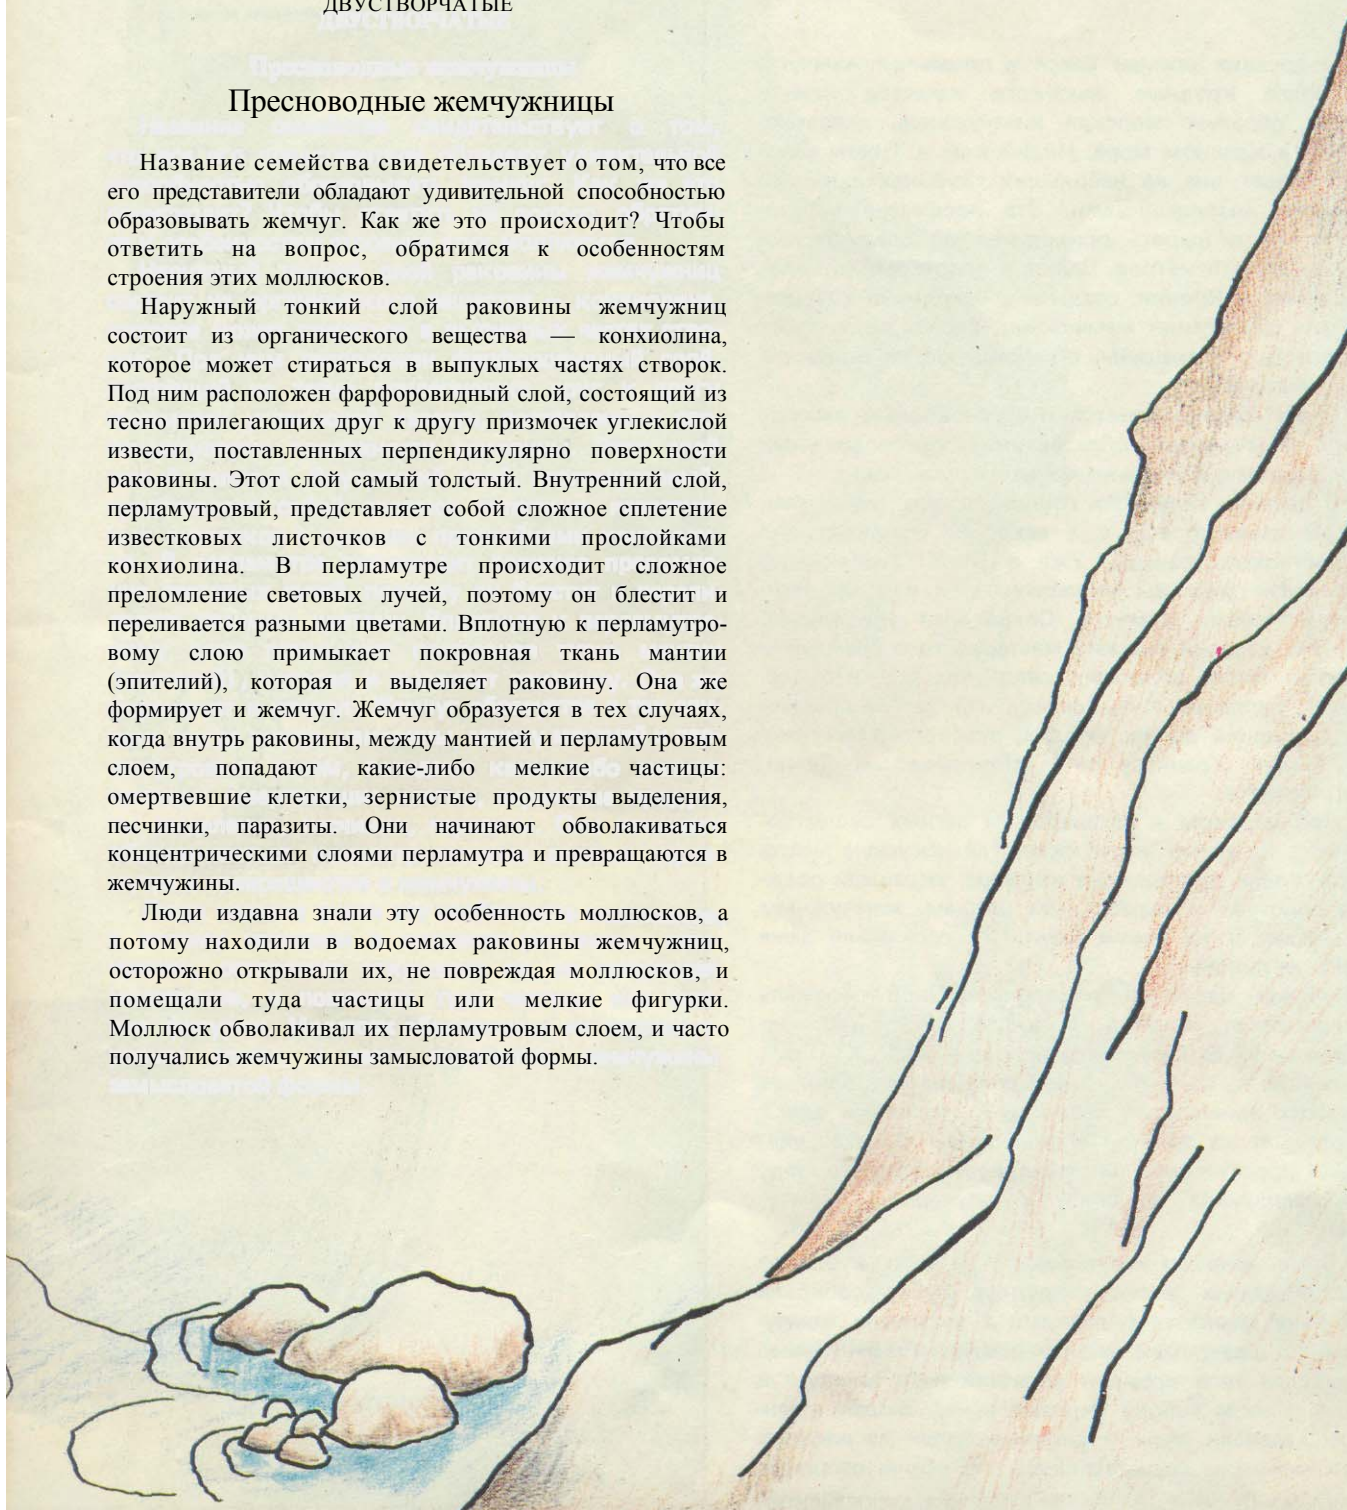 ДВУСТВОРЧАТЫЕ
Пресноводные жемчужницы
Название семейства свидетельствует о том, что все
его представители обладают удивительной способностью
образовывать жемчуг. Как же это происходит? Чтобы
ответить на вопрос, обратимся к особенностям
строения этих моллюсков.
Наружный тонкий слой раковины жемчужниц
состоит из органического вещества — конхиолина,
которое может стираться в выпуклых частях створок.
Под ним расположен фарфоровидный слой, состоящий из
тесно прилегающих друг к другу призмочек углекислой
извести, поставленных перпендикулярно поверхности
раковины. Этот слой самый толстый. Внутренний слой,
перламутровый, представляет собой сложное сплетение
известковых листочков с тонкими прослойками
конхиолина. В перламутре происходит сложное
преломление световых лучей, поэтому он блестит и
переливается разными цветами. Вплотную к перламутро-
вому слою примыкает покровная ткань мантии
(эпителий), которая и выделяет раковину. Она же
формирует и жемчуг. Жемчуг образуется в тех случаях,
когда внутрь раковины, между мантией и перламутровым
слоем, попадают какие-либо мелкие частицы:
омертвевшие клетки, зернистые продукты выделения,
песчинки, паразиты. Они начинают обволакиваться
концентрическими слоями перламутра и превращаются в
жемчужины.
Люди издавна знали эту особенность моллюсков, а
потому находили в водоемах раковины жемчужниц,
осторожно открывали их, не повреждая моллюсков, и
помещали туда частицы или мелкие фигурки.
Моллюск обволакивал их перламутровым слоем, и часто
получались жемчужины замысловатой формы.